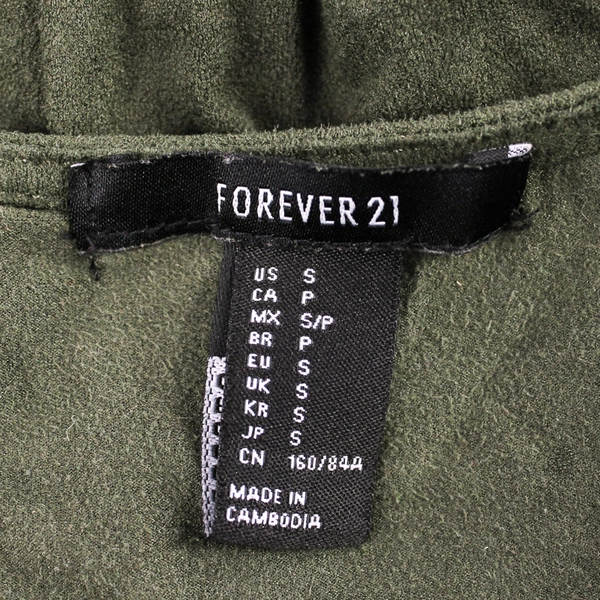 FOREVER 21
US S
CA P
MX S/P
BR P
EU S
UK S
KR S
JP S
CN 160/84A
MADE IN
CAMBODIA